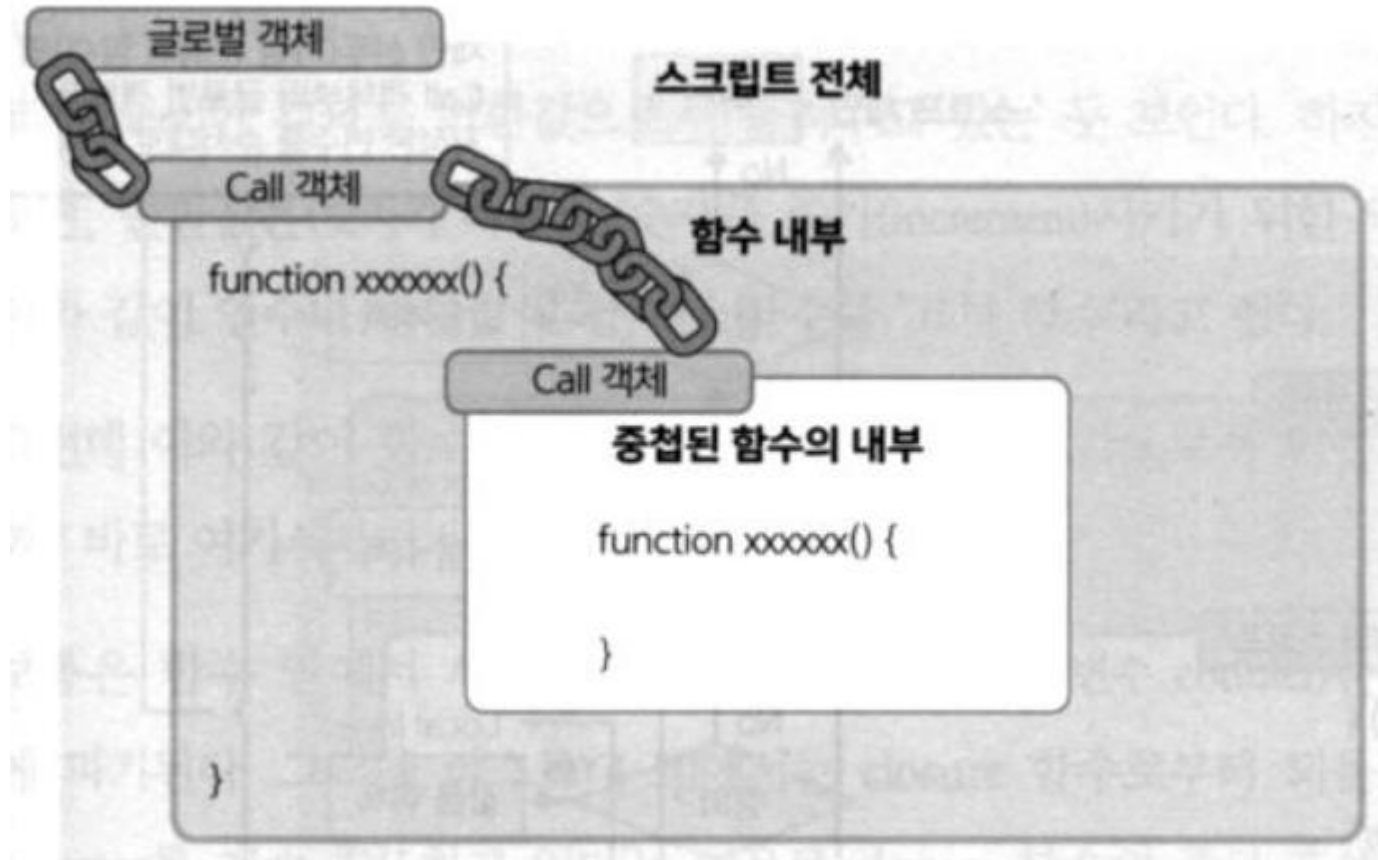 글로벌 객체
스크립트 전체
Call 객체
함수 내부
function xxxxxx() {
Call 객체
중첩된 함수의 내부
function xxxxxx() {
}
}